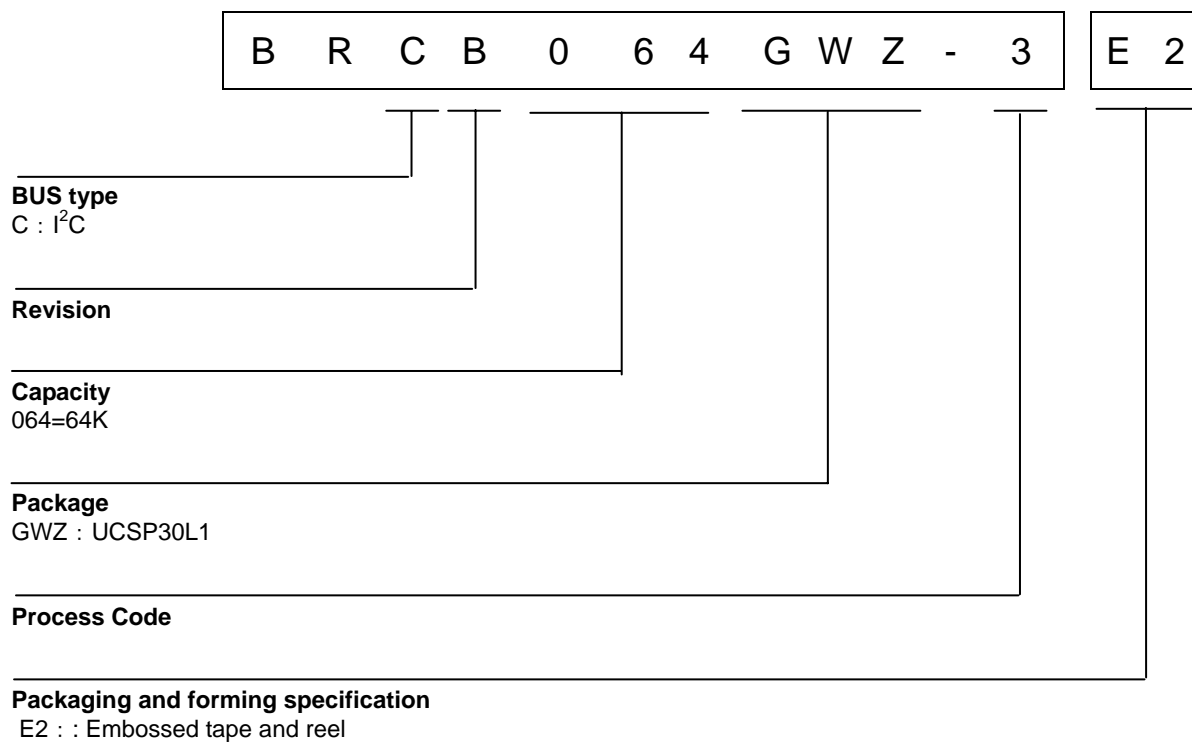 B R C B 0 6 4 G W Z - 3 E 2
BUS type
C : I²C
Revision
Capacity
064=64K
Package
GWZ : UCSP30L1
Process Code
Packaging and forming specification
E2 : : Embossed tape and reel